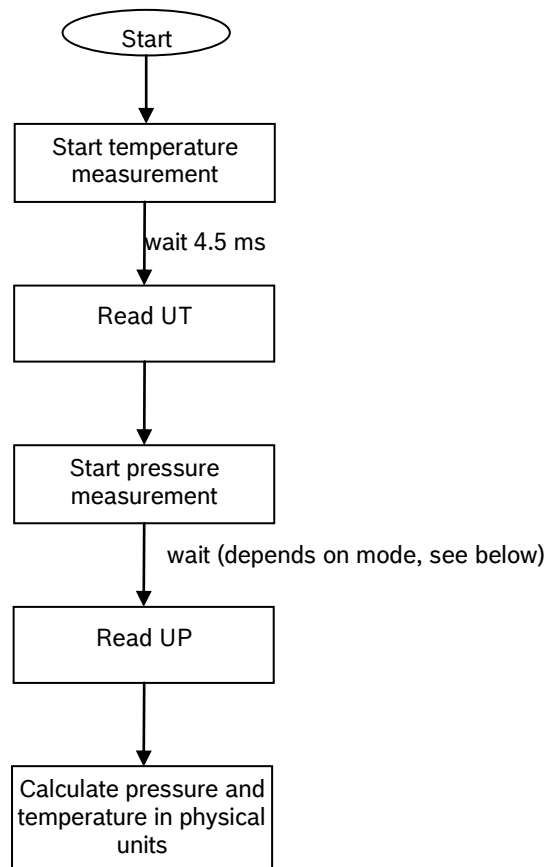 Start
Start temperature
measurement
wait 4.5 ms
Read UT
Start pressure
measurement
wait (depends on mode, see below)
Read UP
Calculate pressure and
temperature in physical
units